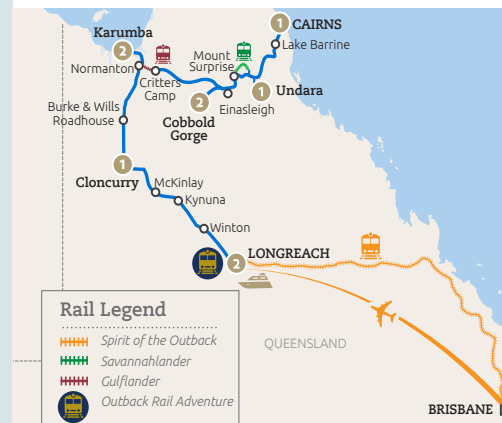 1 CAIRNS
Karumba
2
Lake Barrine
Mount
Surprise
Normanton
Critters
Camp
2
1
Einasleigh
Undara
Cobbold
Gorge
Burke & Wills
Roadhouse
1
Cloncurry
McKinlay
Kynuna
Winton
2 LONGREACH
Rail Legend
Spirit of the Outback
Savannahlander
Gulflander
Outback Rail Adventure
QUEENSLAND
BRISBANE